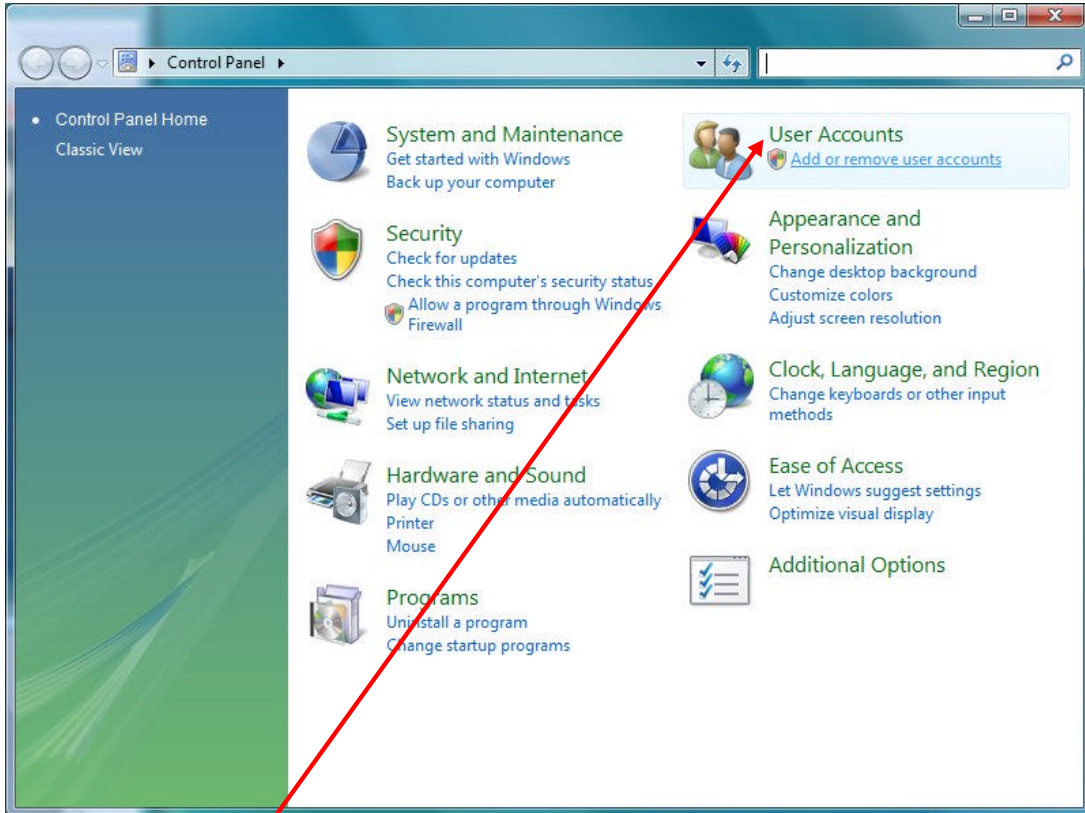 Control Panel
Control Panel Home
Classic View
System and Maintenance
Get started with Windows
Back up your computer
Security
Check for updates
Check this computer's security status
Allow a program through Windows
Firewall
Network and Internet
View network status and tasks
Set up file sharing
Hardware and Sound
Play CDs or other media automatically
Printer
Mouse
Programs
Uninstall a program
Change startup programs
User Accounts
Add or remove user accounts
Appearance and
Personalization
Change desktop background
Customize colors
Adjust screen resolution
Clock, Language, and Region
Change keyboards or other input
methods
Ease of Access
Let Windows suggest settings
Optimize visual display
Additional Options